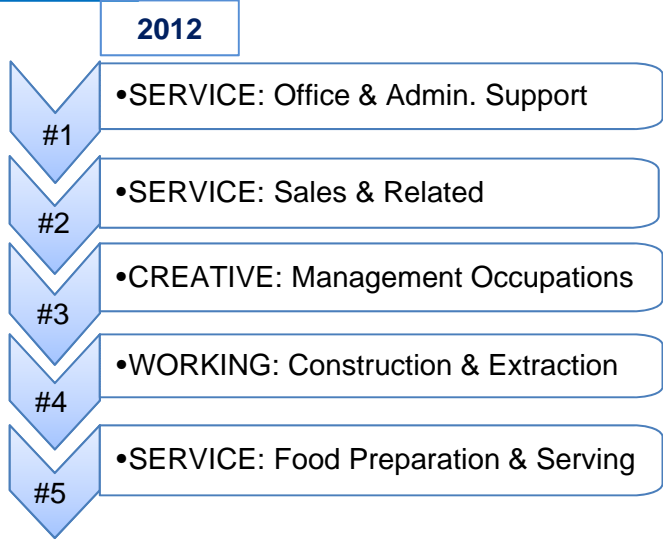 2012
#1
•SERVICE: Office & Admin. Support
#2
•SERVICE: Sales & Related
#3
•CREATIVE: Management Occupations
#4
•WORKING: Construction & Extraction
#5
•SERVICE: Food Preparation & Serving